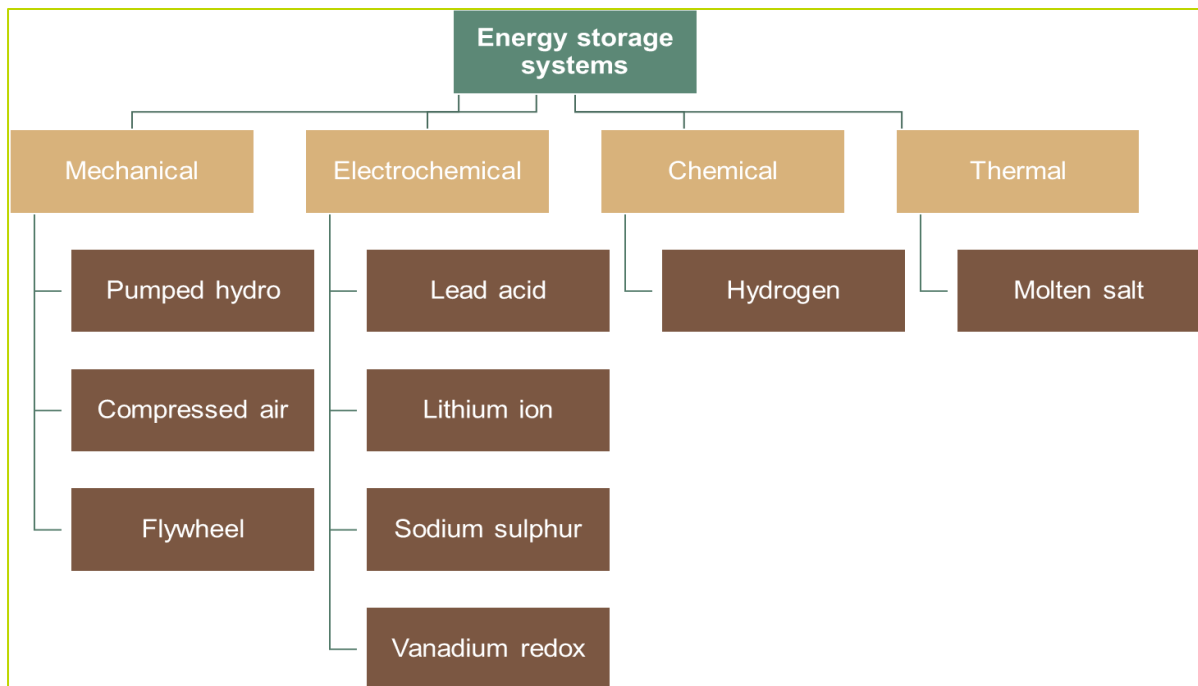 Energy storage
systems
Mechanical
Electrochemical
Chemical
Thermal
Pumped hydro
Lead acid
Hydrogen
Molten salt
Compressed air
Lithium ion
Flywheel
Sodium sulphur
Vanadium redox